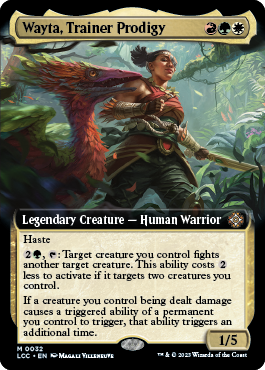 Wayta, Trainer Prodigy
Legendary Creature — Human Warrior
Haste
2, : Target creature you control fights
another target creature. This ability costs 2
less to activate if it targets two creatures you
control.
If a creature you control being dealt damage
causes a triggered ability of a permanent
you control to trigger, that ability triggers an
additional time.
1/5
M 0032
LCC • EN Magali Villeneuve
™ & © 2023 Wizards of the Coast